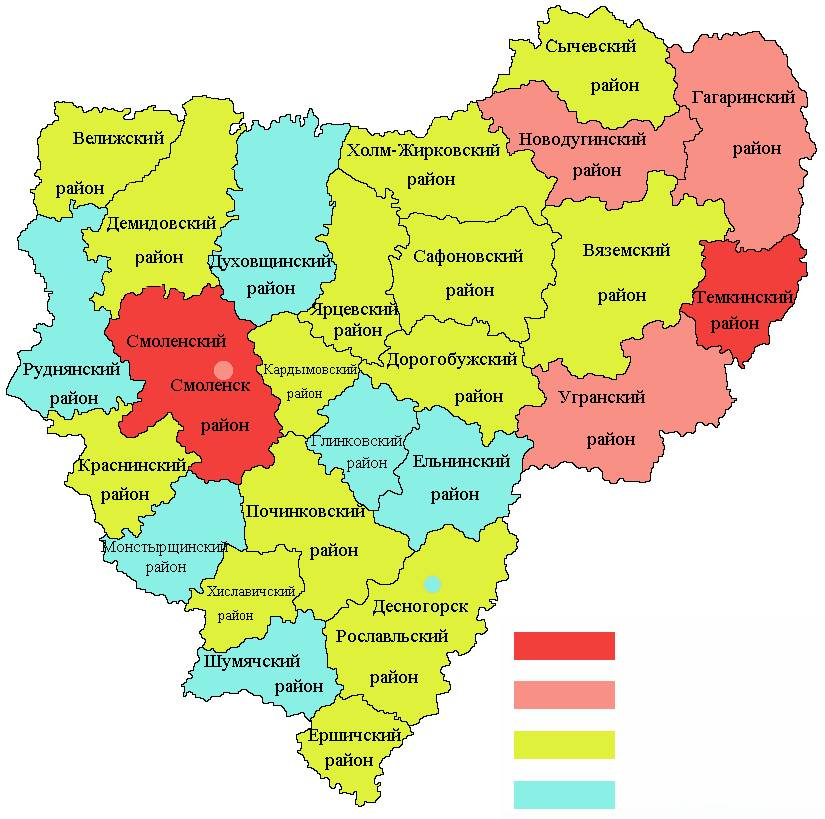 Сычевский
район
Гагаринский
район
Новодугинский
район
Холм-Жирковский
район
Велижский
район
Демидовский
район
Духовщинский
район
Сафоновский
район
Вяземский
район
Темкинский
район
Ярцевский
район
Смоленский
Смоленск
район
Руднянский
район
Кардымовский
район
Дорогобужский
район
Угранский
район
Глинковский
район
Ельнинский
район
Краснинский
район
Починковский
район
Монстырщинский
район
Хиславичский
район
Десногорск
Рославльский
район
Шумячский
район
Ершичский
район